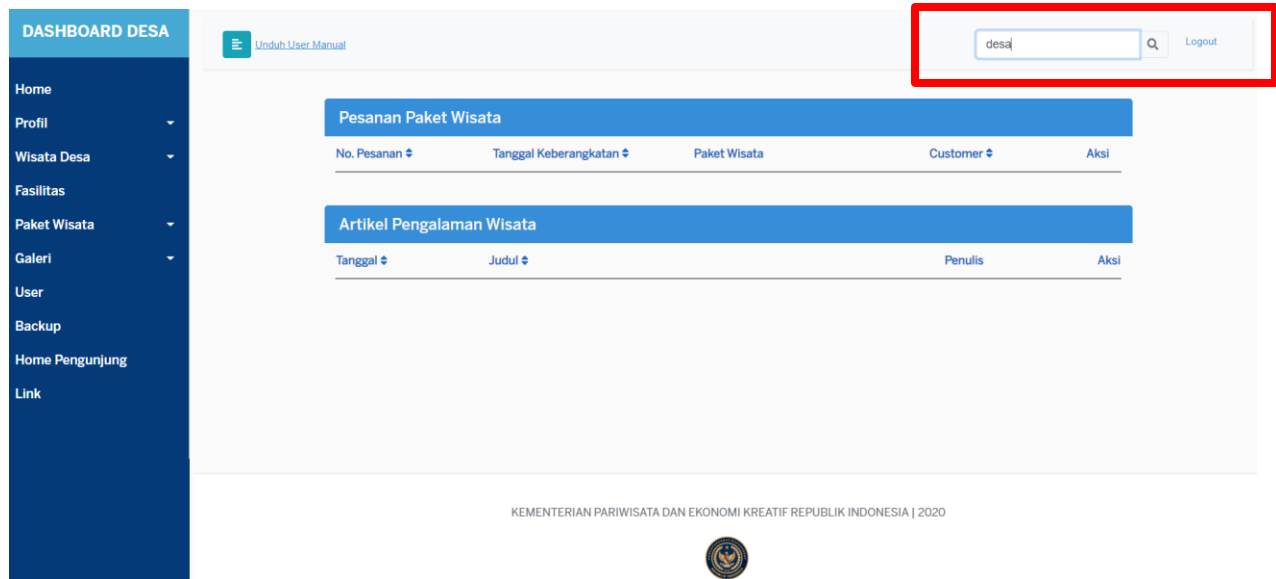 DASHBOARD DESA
Unduh User Manual
desa
Logout
Home
Profil
Wisata Desa
Fasilitas
Paket Wisata
Galeri
User
Backup
Home Pengunjung
Link
Pesanan Paket Wisata
No. Pesanan Tanggal Keberangkatan Paket Wisata Customer Aksi
Artikel Pengalaman Wisata
Tanggal Judul Penulis Aksi
KEMENTERIAN PARIWISATA DAN EKONOMI KREATIF REPUBLIK INDONESIA | 2020